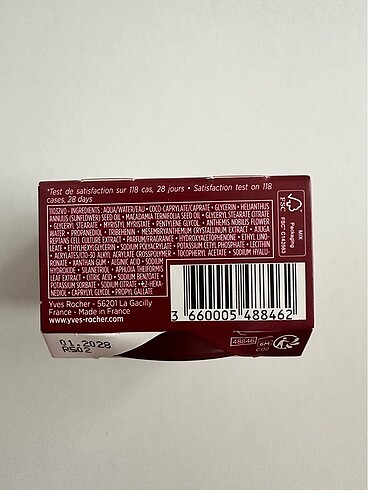 *Test de satisfaction sur 118 cas, 28 jours • Satisfaction test on 118
cases, 28 days
INGREDIENTS: AQUA/WATER/EAU • COCO-CAPRYLATE/CAPRATE • GLYCERIN • HELIANTHUS
ANNUUS (SUNFLOWER) SEED OIL • MACADAMIA TERNIFOLIA SEED OIL • GLYCERYL STEARATE CITRATE
• GLYCERYL STEARATE • MYRISTYL MYRISTATE • PENTYLENE GLYCOL • ANTHEMIS NOBILIS FLOWER
WATER • PROPANEDIOL • MESEMBRYANTHEMUM CRYSTALLINUM EXTRACT • AJUGA
REPTANS CELL CULTURE EXTRACT • PARFUM/FRAGRANCE • HYDROXYACETOPHENONE • ETHYL LINO-
LEATE • ETHYLHEXYLGLYCERIN • SODIUM POLYACRYLATE • POTASSIUM CETYL PHOSPHATE • LECITHIN
• ACRYLATES/C10-30 ALKYL ACRYLATE CROSSPOLYMER • TOCOPHERYL ACETATE • SODIUM HYALU-
RONATE • XANTHAN GUM • ALGINIC ACID • SODIUM
HYDROXIDE • SILANETRIOL • APHLOIA THEIFORMIS
LEAF EXTRACT • CITRIC ACID • SODIUM BENZOATE •
POTASSIUM SORBATE • SODIUM CITRATE • 1,2-HEXA-
NEDIOL • CAPRYLYL GLYCOL • PROPYL GALLATE
Yves Rocher - 56201 La Gacilly
France - Made in France
www.yves-rocher.com
3 660005 488462
MIX
Packaging
FSC
01.2028
RS02
48846
6M